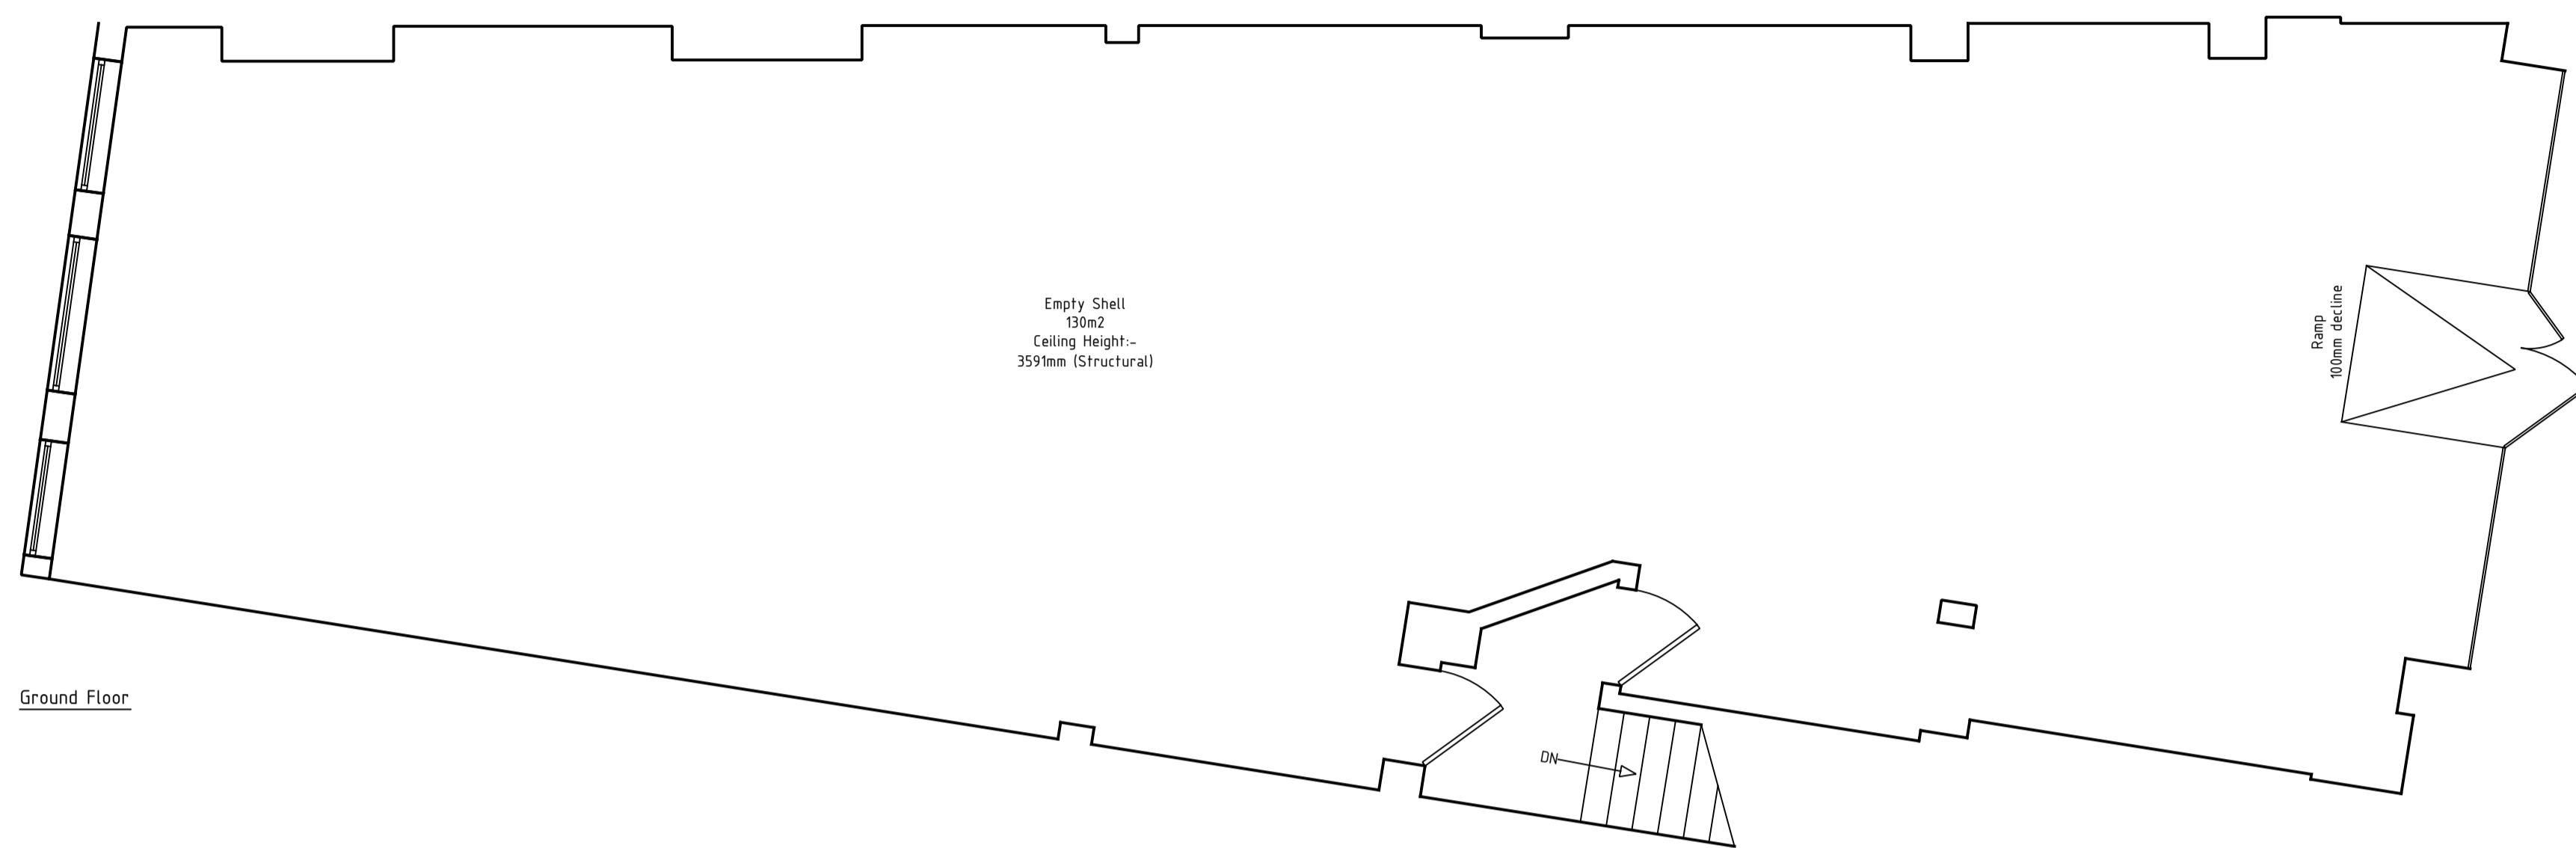 Empty Shell
130m2
Ceiling Height:-
3591mm (Structural)
Ramp
100mm decline
Ground Floor
DN